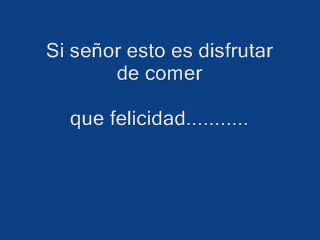 Si señor esto es disfrutar
de comer
que felicidad...........